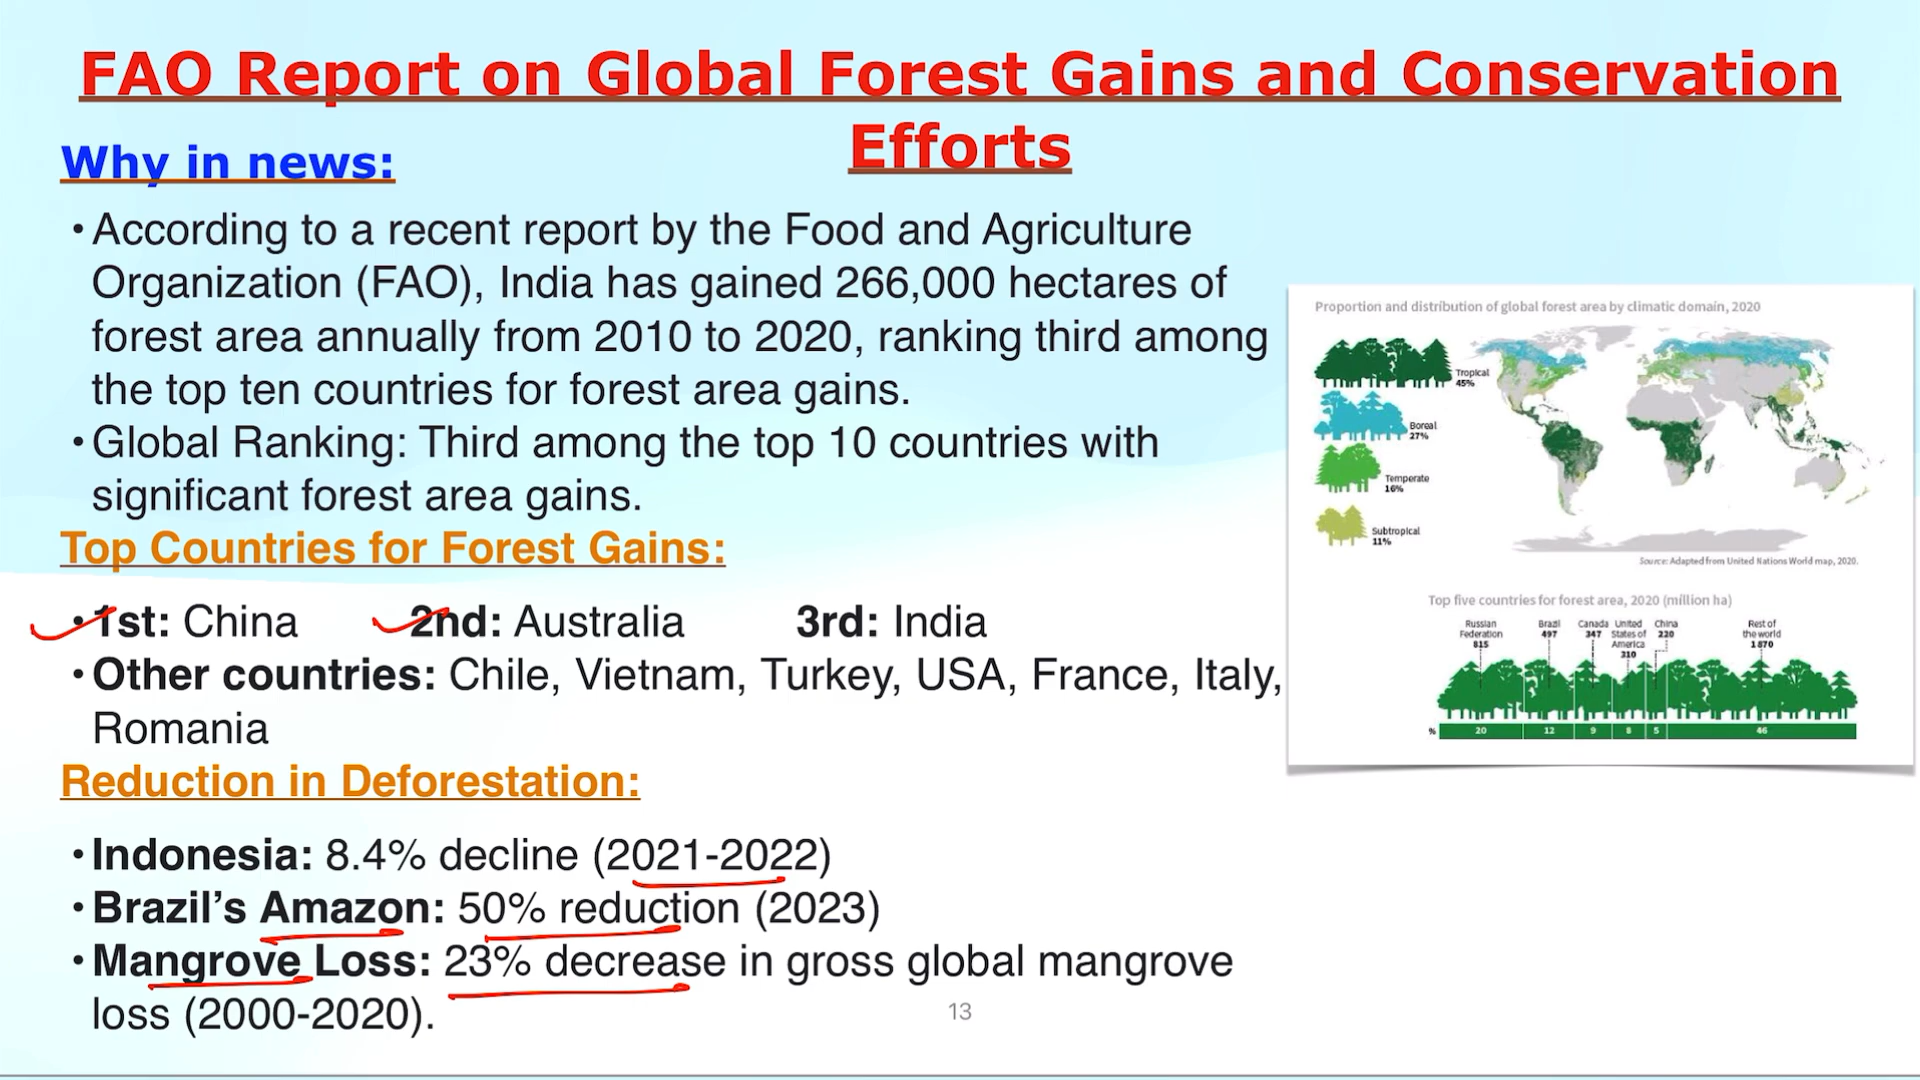 FAO Report on Global Forest Gains and Conservation
Efforts
Why in news:
• According to a recent report by the Food and Agriculture
Organization (FAO), India has gained 266,000 hectares of
forest area annually from 2010 to 2020, ranking third among
the top ten countries for forest area gains.
• Global Ranking: Third among the top 10 countries with
significant forest area gains.
Top Countries for Forest Gains:
• 1st: China 2nd: Australia 3rd: India
• Other countries: Chile, Vietnam, Turkey, USA, France, Italy,
Romania
Reduction in Deforestation:
• Indonesia: 8.4% decline (2021-2022)
• Brazil’s Amazon: 50% reduction (2023)
• Mangrove Loss: 23% decrease in gross global mangrove
loss (2000-2020).
Proportion and distribution of global forest area by climatic domain, 2020
Tropical
45%
Boreal
27%
Temperate
16%
Subtropical
11%
Source: Adapted from United Nations World map, 2020.
Top five countries for forest area, 2020 (million ha)
Russian
Federation
815
Brazil
497
Canada
347
United
States of
America
310
China
220
Rest of
the world
1870
% 20 12 9 8 5 46
13